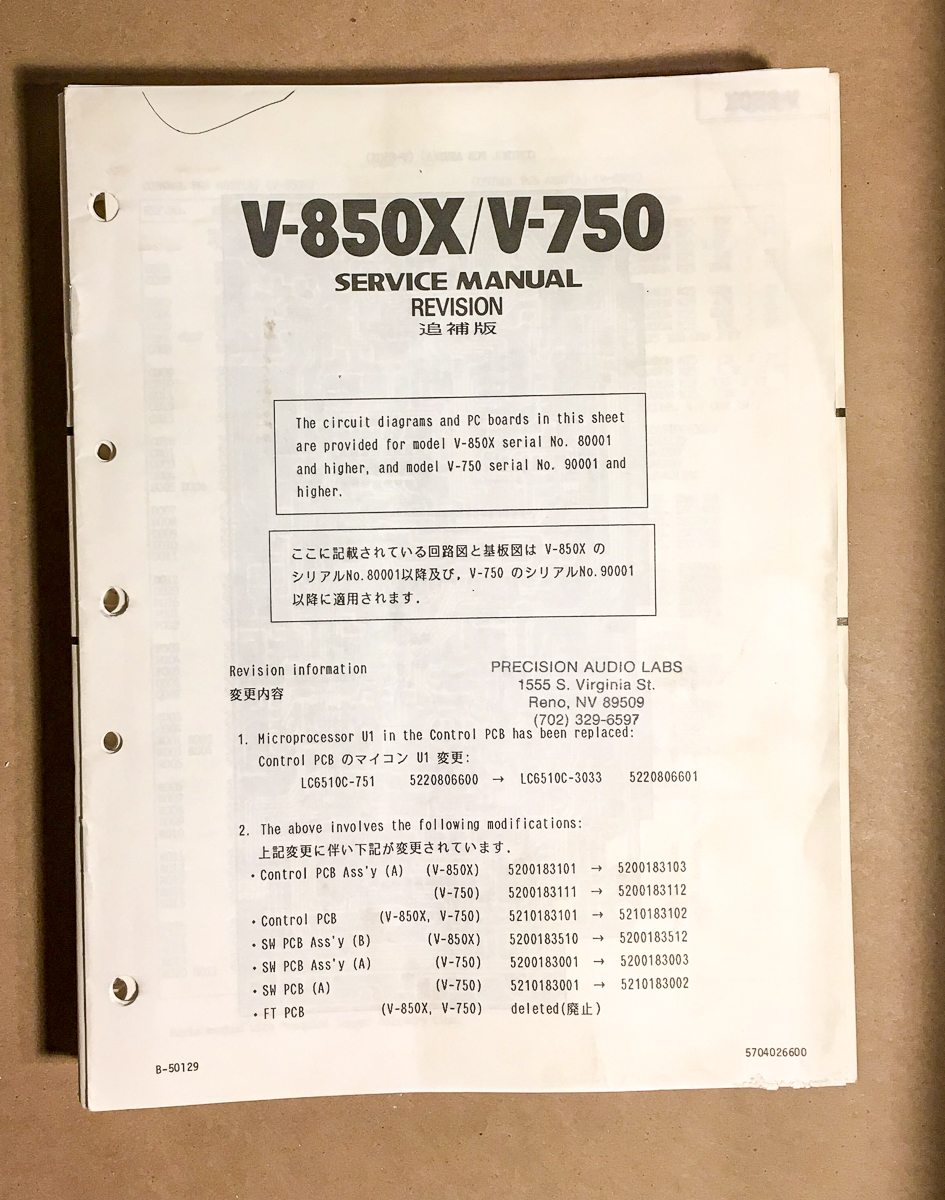 V-850X/V-750
SERVICE MANUAL
REVISION
追補版
The circuit diagrams and PC boards in this sheet
are provided for model V-850X serial No. 80001
and higher, and model V-750 serial No. 90001 and
higher.
ここに記載されている回路図と基板図は V-850X の
シリアルNo.80001以降及び, V-750 のシリアルNo.90001
以降に適用されます.
Revision information
変更内容
PRECISION AUDIO LABS
1555 S. Virginia St.
Reno, NV 89509
(702) 329-6597
1. Microprocessor U1 in the Control PCB has been replaced:
Control PCB のマイコン U1 変更:
LC6510C-751 5220806600 → LC6510C-3033 5220806601
2. The above involves the following modifications:
上記変更に伴い下記が変更されています.
・Control PCB Ass'y (A) (V-850X) 5200183101 → 5200183103
(V-750) 5200183111 → 5200183112
・Control PCB (V-850X, V-750) 5210183101 → 5210183102
・SW PCB Ass'y (B) (V-850X) 5200183510 → 5200183512
・SW PCB Ass'y (A) (V-750) 5200183001 → 5200183003
・SW PCB (A) (V-750) 5210183001 → 5210183002
・FT PCB (V-850X, V-750) deleted(廃止)
B-50129
5704026600